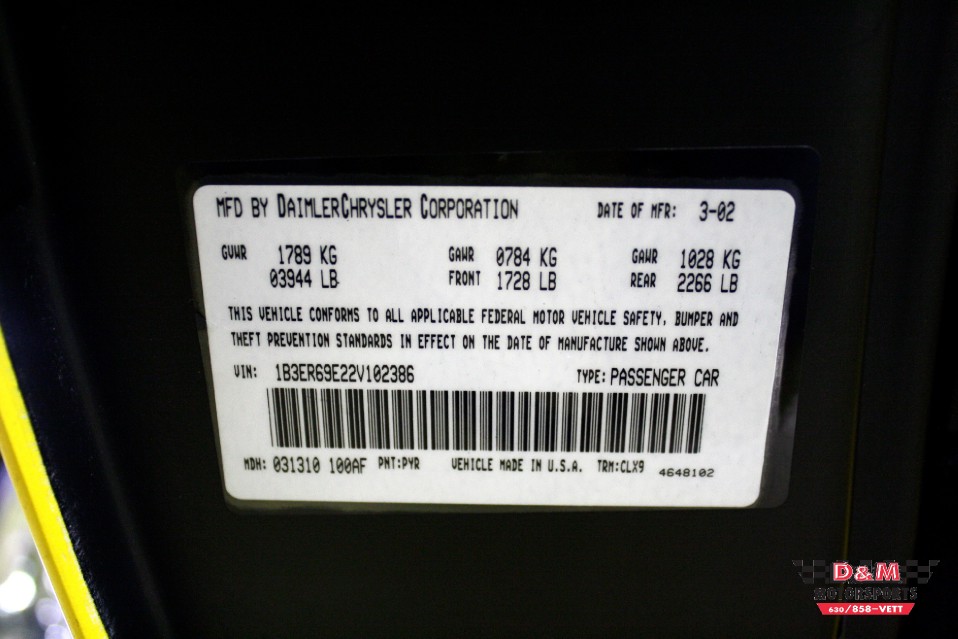 MFD BY DAIMLERCHRYSLER CORPORATION DATE OF MFR: 3-02
GVWR 1789 KG GAWR 0784 KG GAWR 1028 KG
03944 LB FRONT 1728 LB REAR 2266 LB
THIS VEHICLE CONFORMS TO ALL APPLICABLE FEDERAL MOTOR VEHICLE SAFETY, BUMPER AND
THEFT PREVENTION STANDARDS IN EFFECT ON THE DATE OF MANUFACTURE SHOWN ABOVE.
VIN: 1B3ER69E22V102386 TYPE: PASSENGER CAR
MDH: 031310 100AF PNT:PYR VEHICLE MADE IN U.S.A. TRM:CLX9 4648102
D&M
MOTORSPORTS
630/858-VETT